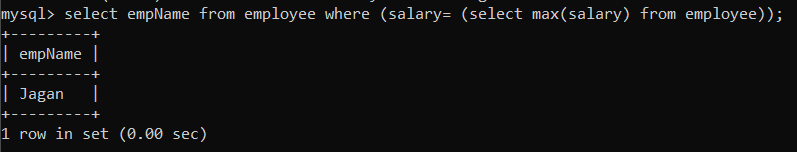 mysql> select empName from employee where (salary= (select max(salary) from employee));
+---------+
| empName |
+---------+
| Jagan   |
+---------+
1 row in set (0.00 sec)